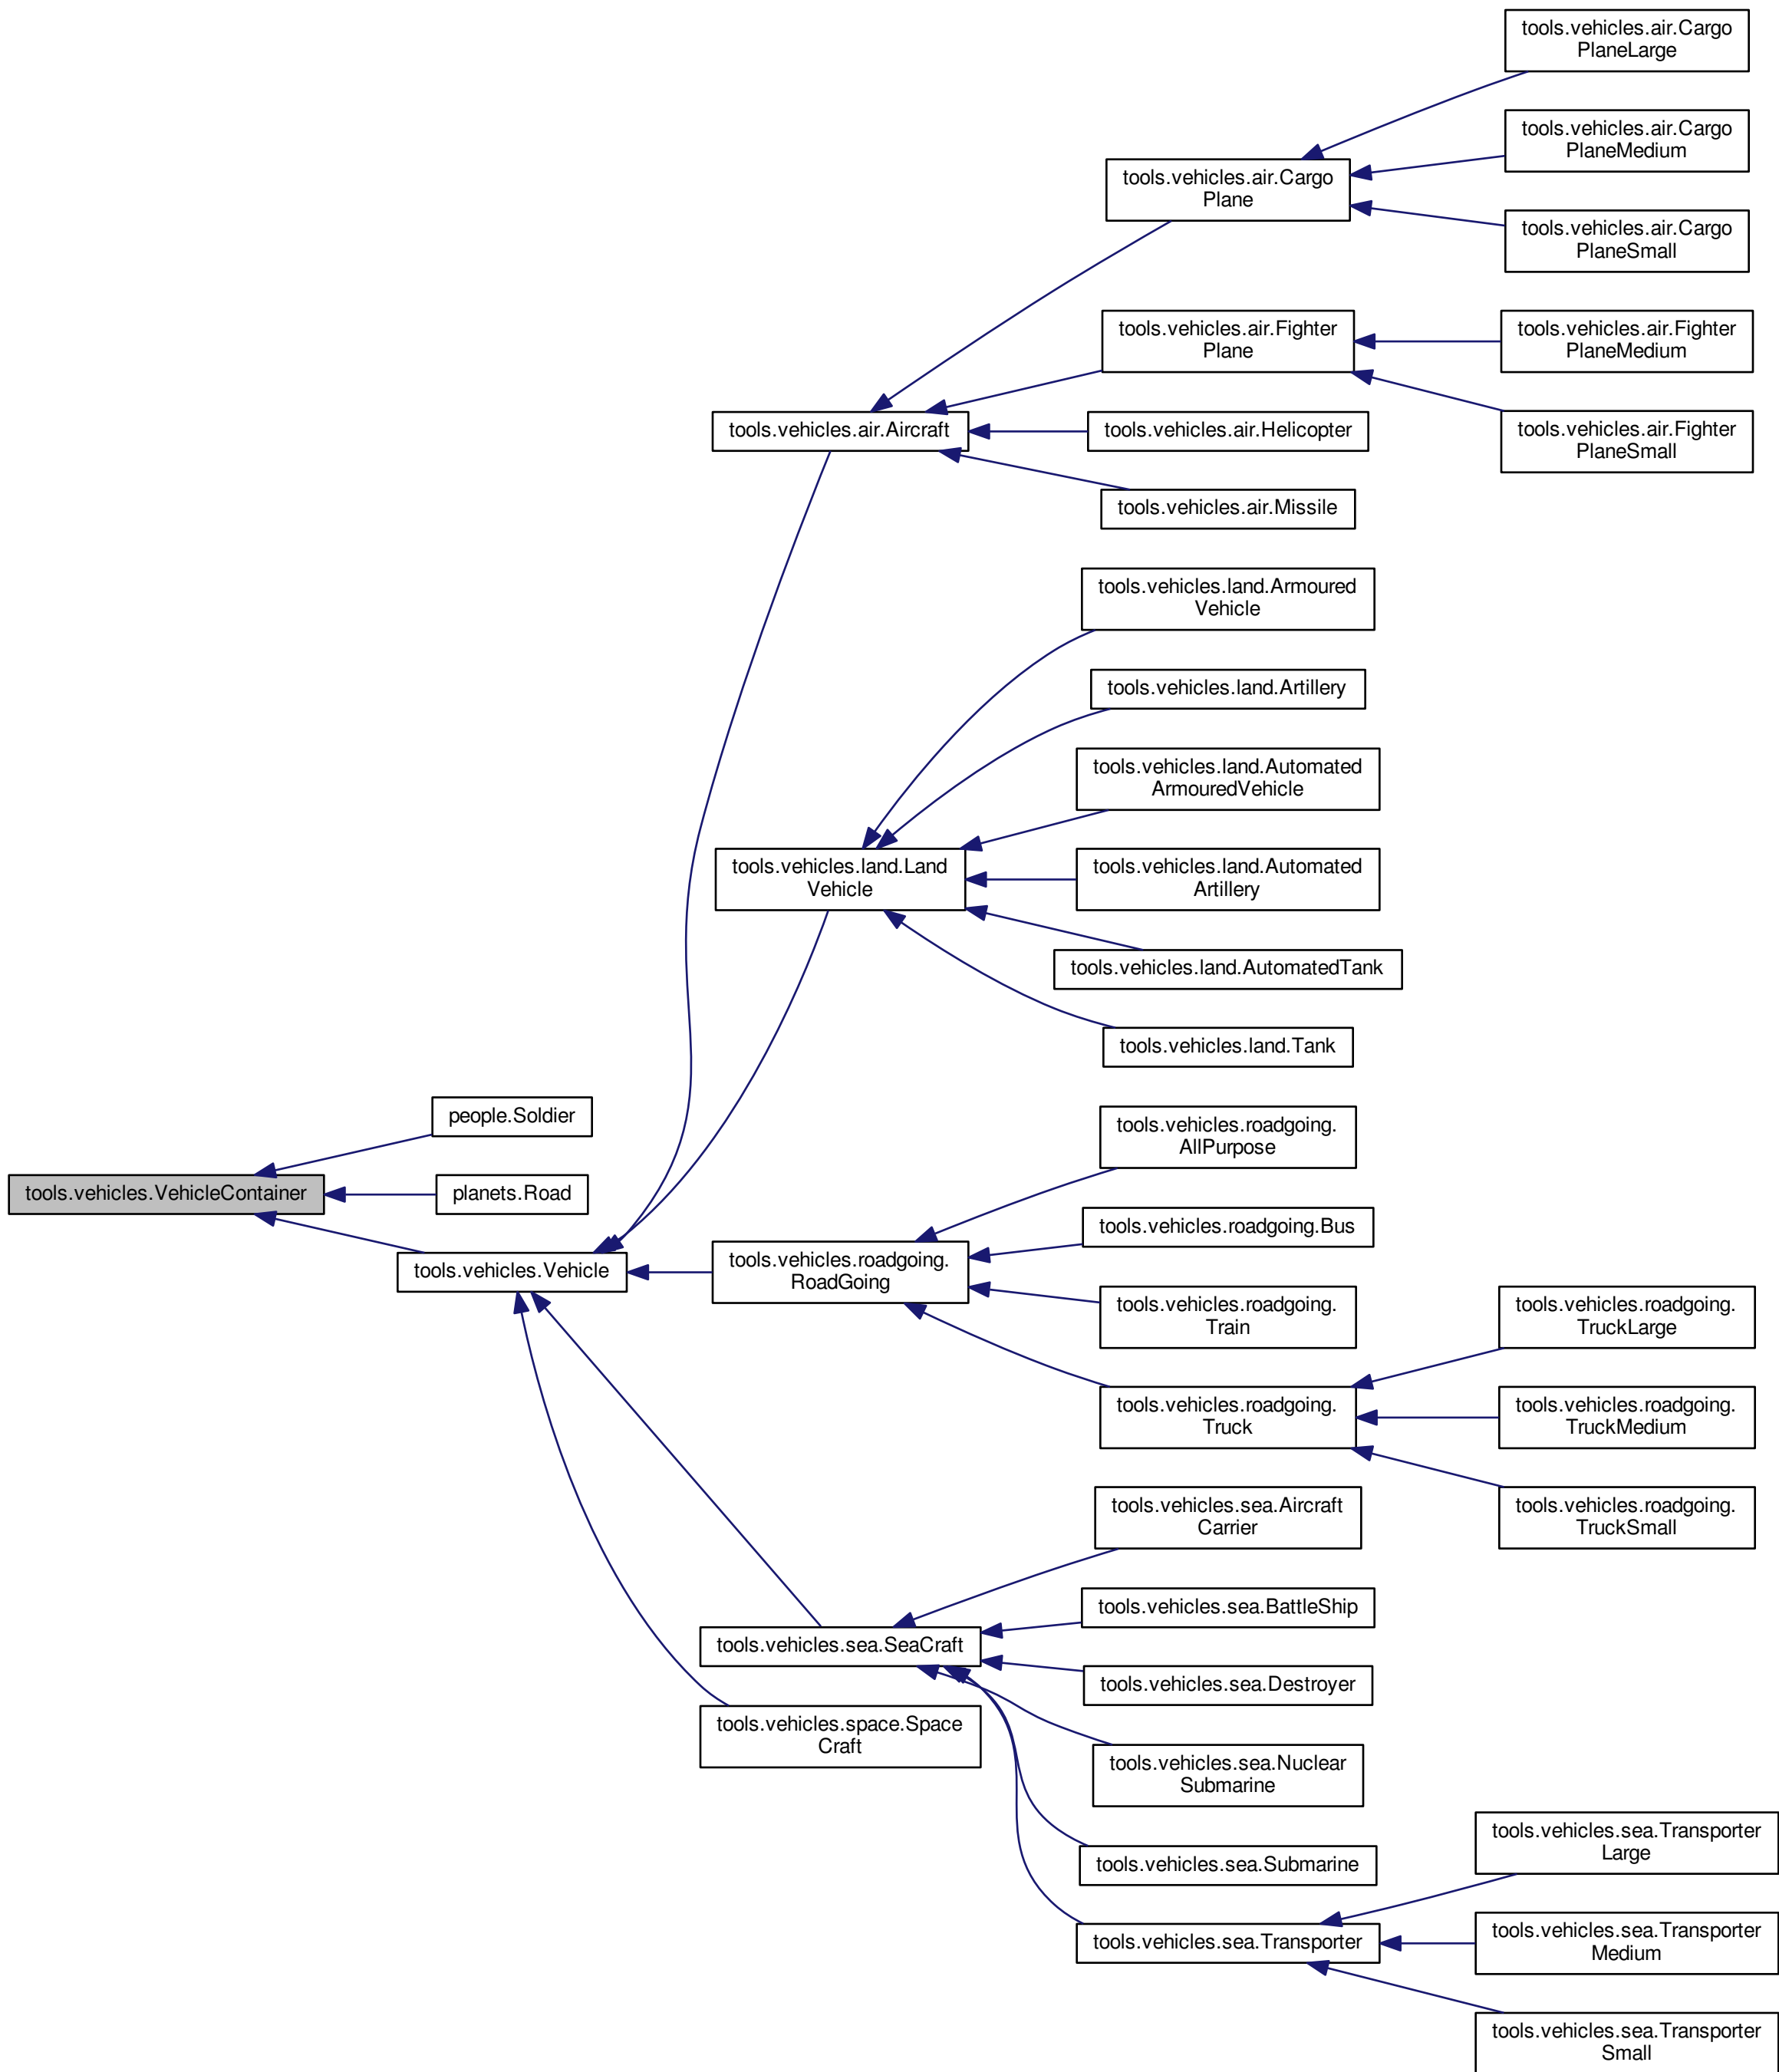 tools.vehicles.air.Cargo
PlaneLarge
tools.vehicles.air.Cargo
PlaneMedium
tools.vehicles.air.Cargo
Plane
tools.vehicles.air.Cargo
PlaneSmall
tools.vehicles.air.Fighter
Plane
tools.vehicles.air.Fighter
PlaneMedium
tools.vehicles.air.Aircraft
tools.vehicles.air.Helicopter
tools.vehicles.air.Fighter
PlaneSmall
tools.vehicles.air.Missile
tools.vehicles.land.Armoured
Vehicle
tools.vehicles.land.Artillery
tools.vehicles.land.Automated
ArmouredVehicle
tools.vehicles.land.Land
Vehicle
tools.vehicles.land.Automated
Artillery
tools.vehicles.land.AutomatedTank
tools.vehicles.land.Tank
people.Soldier
tools.vehicles.VehicleContainer
planets.Road
tools.vehicles.Vehicle
tools.vehicles.roadgoing.
AllPurpose
tools.vehicles.roadgoing.Bus
tools.vehicles.roadgoing.
RoadGoing
tools.vehicles.roadgoing.
Train
tools.vehicles.roadgoing.
TruckLarge
tools.vehicles.roadgoing.
Truck
tools.vehicles.roadgoing.
TruckMedium
tools.vehicles.roadgoing.
TruckSmall
tools.vehicles.sea.Aircraft
Carrier
tools.vehicles.sea.BattleShip
tools.vehicles.sea.SeaCraft
tools.vehicles.sea.Destroyer
tools.vehicles.space.Space
Craft
tools.vehicles.sea.Nuclear
Submarine
tools.vehicles.sea.Submarine
tools.vehicles.sea.Transporter
Large
tools.vehicles.sea.Transporter
tools.vehicles.sea.Transporter
Medium
tools.vehicles.sea.Transporter
Small